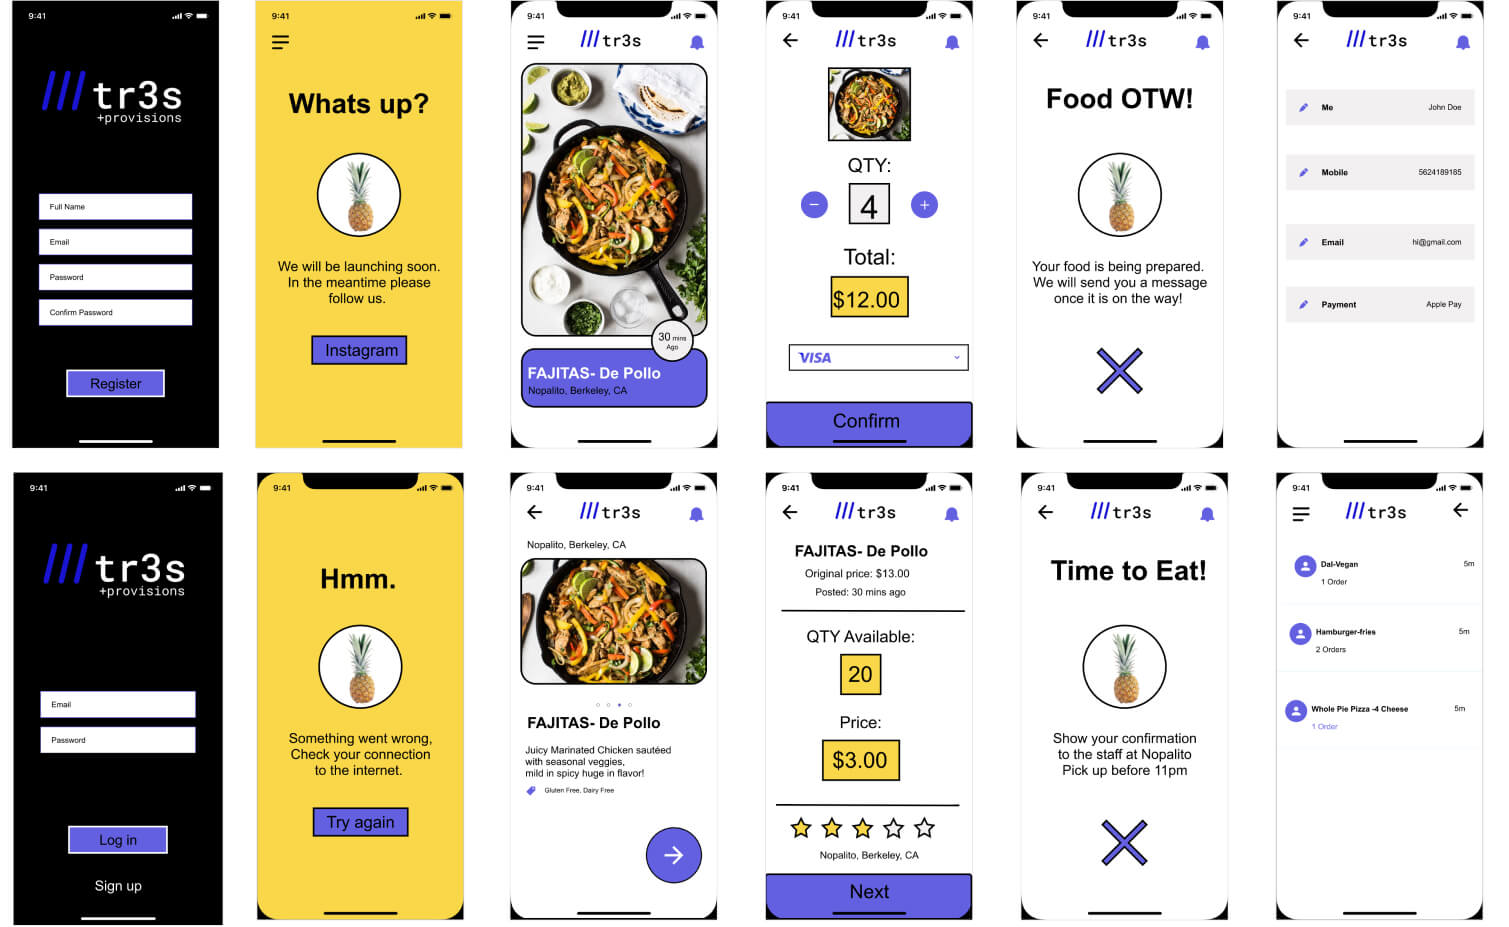 9:41
tr3s
+provisions
Full Name
Email
Password
Confirm Password
Register
9:41
Whats up?
We will be launching soon.
In the meantime please
follow us.
Instagram
9:41
tr3s
30 mins
Ago
FAJITAS- De Pollo
Nopalito, Berkeley, CA
9:41
tr3s
QTY:
4
Total:
$12.00
VISA
Confirm
9:41
tr3s
Food OTW!
Your food is being prepared.
We will send you a message
once it is on the way!
9:41
tr3s
Me John Doe
Mobile 5624189185
Email hi@gmail.com
Payment Apple Pay
9:41
tr3s
+provisions
Email
Password
Log in
Sign up
9:41
Hmm.
Something went wrong,
Check your connection
to the internet.
Try again
9:41
tr3s
Nopalito, Berkeley, CA
FAJITAS- De Pollo
Juicy Marinated Chicken sautéed
with seasonal veggies,
mild in spicy huge in flavor!
Gluten Free, Dairy Free
9:41
tr3s
FAJITAS- De Pollo
Original price: $13.00
Posted: 30 mins ago
QTY Available:
20
Price:
$3.00
Nopalito, Berkeley, CA
Next
9:41
tr3s
Time to Eat!
Show your confirmation
to the staff at Nopalito
Pick up before 11pm
9:41
tr3s
Dal-Vegan 5m
1 Order
Hamburger-fries 5m
2 Orders
Whole Pie Pizza -4 Cheese 5m
1 Order